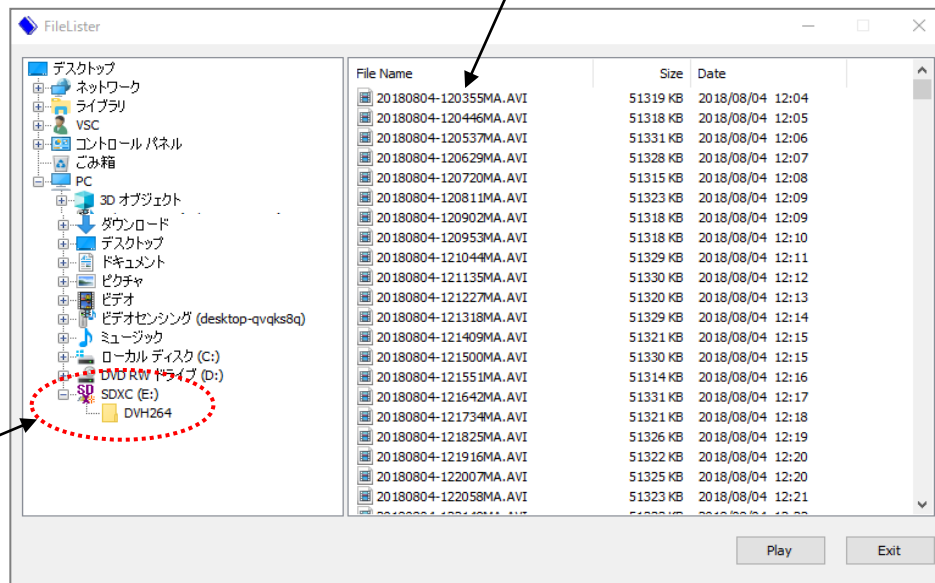 FileLister
デスクトップ
ネットワーク
ライブラリ
VSC
コントロール パネル
ごみ箱
PC
3D オブジェクト
ダウンロード
デスクトップ
ドキュメント
ピクチャ
ビデオ
ビデオセンシング (desktop-qvqks8q)
ミュージック
ローカル ディスク (C:)
DVD RW ドライブ (D:)
SDXC (E:)
DVH264
File Name Size Date
20180804-120355MA.AVI 51319 KB 2018/08/04 12:04
20180804-120446MA.AVI 51318 KB 2018/08/04 12:05
20180804-120537MA.AVI 51331 KB 2018/08/04 12:06
20180804-120629MA.AVI 51328 KB 2018/08/04 12:07
20180804-120720MA.AVI 51315 KB 2018/08/04 12:08
20180804-120811MA.AVI 51323 KB 2018/08/04 12:09
20180804-120902MA.AVI 51318 KB 2018/08/04 12:09
20180804-120953MA.AVI 51318 KB 2018/08/04 12:10
20180804-121044MA.AVI 51329 KB 2018/08/04 12:11
20180804-121135MA.AVI 51330 KB 2018/08/04 12:12
20180804-121227MA.AVI 51320 KB 2018/08/04 12:13
20180804-121318MA.AVI 51329 KB 2018/08/04 12:14
20180804-121409MA.AVI 51321 KB 2018/08/04 12:15
20180804-121500MA.AVI 51330 KB 2018/08/04 12:15
20180804-121551MA.AVI 51314 KB 2018/08/04 12:16
20180804-121642MA.AVI 51331 KB 2018/08/04 12:17
20180804-121734MA.AVI 51321 KB 2018/08/04 12:18
20180804-121825MA.AVI 51326 KB 2018/08/04 12:19
20180804-121916MA.AVI 51322 KB 2018/08/04 12:20
20180804-122007MA.AVI 51325 KB 2018/08/04 12:20
20180804-122058MA.AVI 51323 KB 2018/08/04 12:21
Play Exit